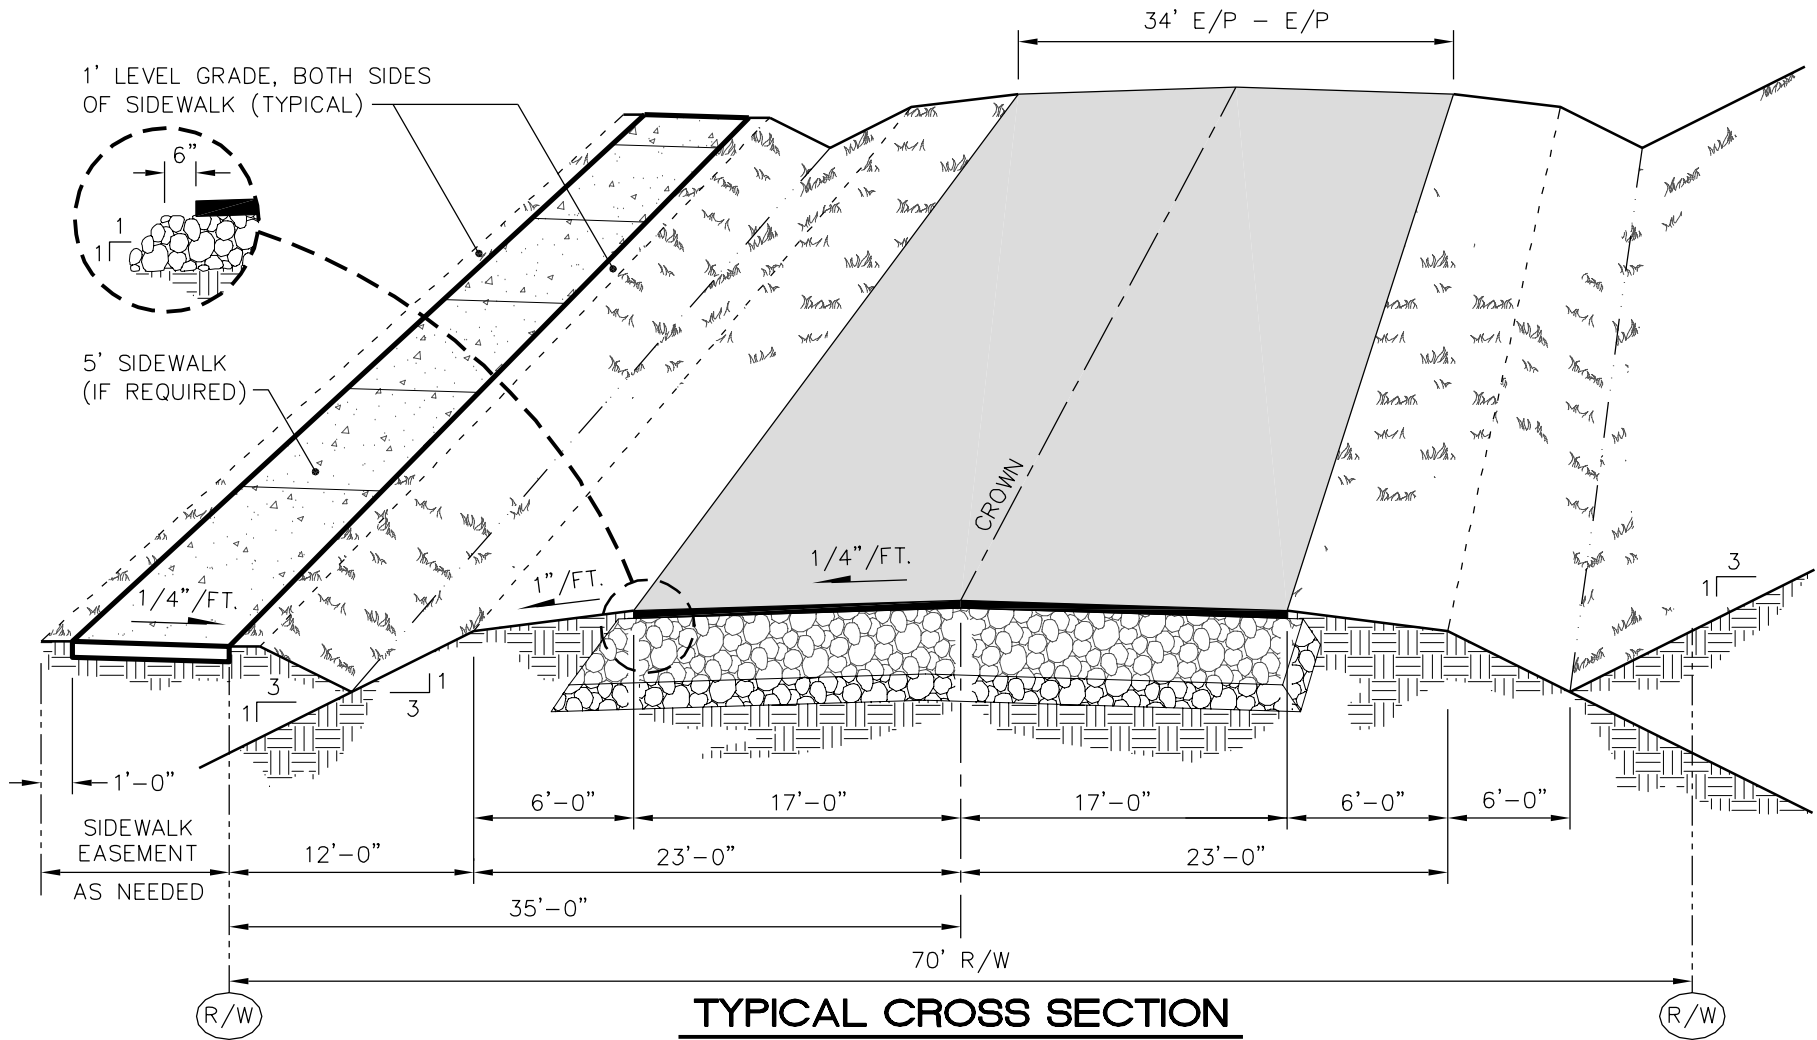 34' E/P - E/P
1' LEVEL GRADE, BOTH SIDES
OF SIDEWALK (TYPICAL)
6"
1
1
5' SIDEWALK
(IF REQUIRED)
CROWN
1/4"/FT.
1"/FT.
1/4"/FT.
3
1
3
1
1
3
1'-0"
6'-0"
17'-0"
17'-0"
6'-0"
6'-0"
SIDEWALK
EASEMENT
AS NEEDED
12'-0"
23'-0"
23'-0"
35'-0"
70' R/W
R/W
TYPICAL CROSS SECTION
R/W